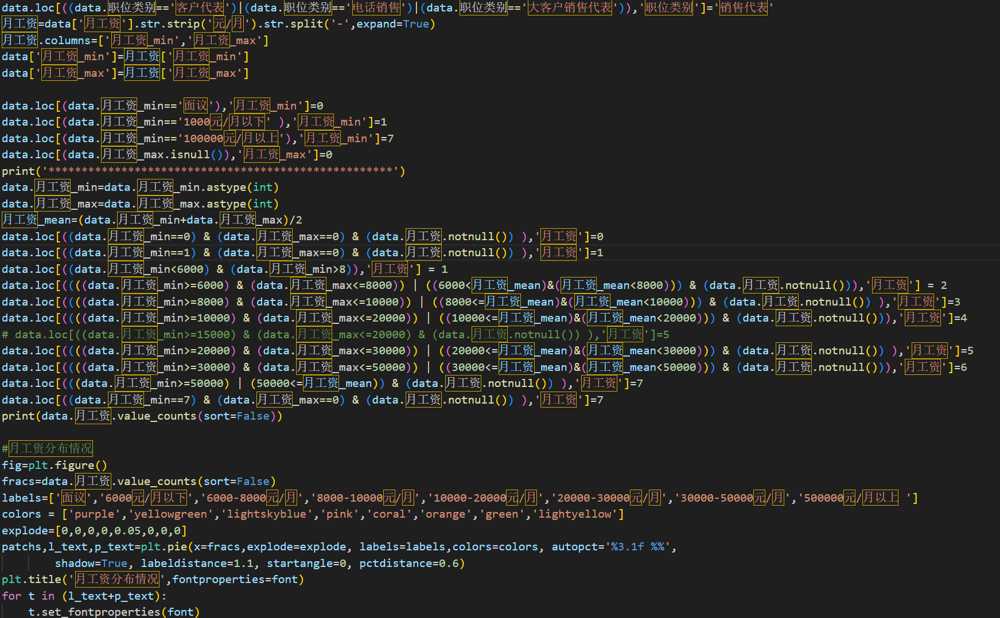 data.loc[((data.职位类别=='客户代表')|(data.职位类别=='电话销售')|(data.职位类别=='大客户销售代表')),'职位类别']='销售代表'
月工资=data['月工资'].str.strip('元/月').str.split('-',expand=True)
月工资.columns=['月工资_min','月工资_max']
data['月工资_min']=月工资['月工资_min']
data['月工资_max']=月工资['月工资_max']
data.loc[(data.月工资_min=='面议'),'月工资_min']=0
data.loc[(data.月工资_min=='1000元/月以下' ),'月工资_min']=1
data.loc[(data.月工资_min=='100000元/月以上'),'月工资_min']=7
data.loc[(data.月工资_max.isnull()),'月工资_max']=0
print('****************************************************')
data.月工资_min=data.月工资_min.astype(int)
data.月工资_max=data.月工资_max.astype(int)
月工资_mean=(data.月工资_min+data.月工资_max)/2
data.loc[((data.月工资_min==0) & (data.月工资_max==0) & (data.月工资.notnull()) ),'月工资']=0
data.loc[((data.月工资_min==1) & (data.月工资_max==0) & (data.月工资.notnull()) ),'月工资']=1
data.loc[((data.月工资_min<6000) & (data.月工资_min>8)),'月工资'] = 1
data.loc[((((data.月工资_min>=6000) & (data.月工资_max<=8000)) | ((6000<月工资_mean)&(月工资_mean<8000))) & (data.月工资.notnull())),'月工资'] = 2
data.loc[((((data.月工资_min>=8000) & (data.月工资_max<=10000)) | ((8000<=月工资_mean)&(月工资_mean<10000))) & (data.月工资.notnull()) ),'月工资']=3
data.loc[((((data.月工资_min>=10000) & (data.月工资_max<=20000)) | ((10000<=月工资_mean)&(月工资_mean<20000))) & (data.月工资.notnull())),'月工资']=4
# data.loc[((data.月工资_min>=15000) & (data.月工资_max<=20000) & (data.月工资.notnull()) ),'月工资']=5
data.loc[((((data.月工资_min>=20000) & (data.月工资_max<=30000)) | ((20000<=月工资_mean)&(月工资_mean<30000))) & (data.月工资.notnull()) ),'月工资']=5
data.loc[((((data.月工资_min>=30000) & (data.月工资_max<=50000)) | ((30000<=月工资_mean)&(月工资_mean<50000))) & (data.月工资.notnull())),'月工资']=6
data.loc[(((data.月工资_min>=50000) | (50000<=月工资_mean)) & (data.月工资.notnull()) ),'月工资']=7
data.loc[((data.月工资_min==7) & (data.月工资_max==0) & (data.月工资.notnull()) ),'月工资']=7
print(data.月工资.value_counts(sort=False))
#月工资分布情况
fig=plt.figure()
fracs=data.月工资.value_counts(sort=False)
labels=['面议','6000元/月以下','6000-8000元/月','8000-10000元/月','10000-20000元/月','20000-30000元/月','30000-50000元/月','500000元/月以上 ']
colors = ['purple','yellowgreen','lightskyblue','pink','coral','orange','green','lightyellow']
explode=[0,0,0,0,0.05,0,0,0]
patchs,l_text,p_text=plt.pie(x=fracs,explode=explode, labels=labels,colors=colors, autopct='%3.1f %%',
shadow=True, labeldistance=1.1, startangle=0, pctdistance=0.6)
plt.title('月工资分布情况',fontproperties=font)
for t in (l_text+p_text):
t.set_fontproperties(font)